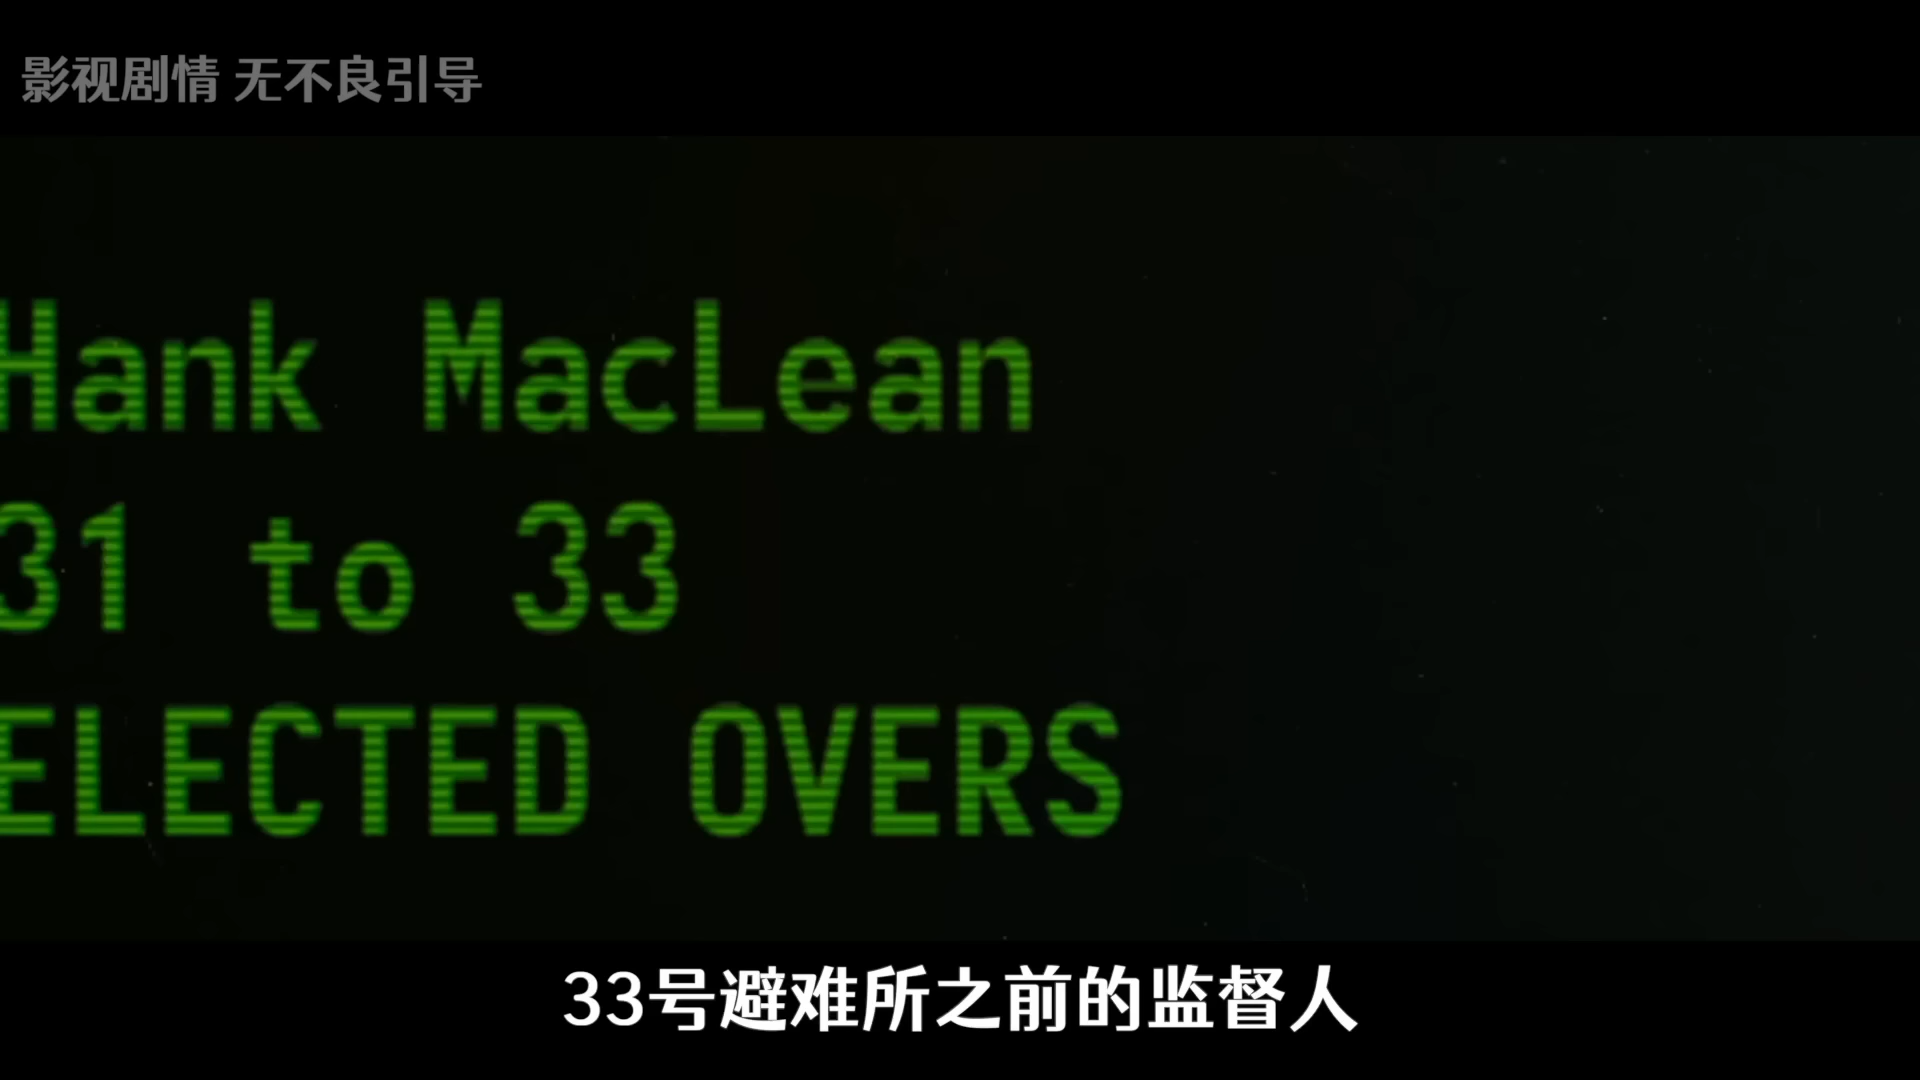 影视剧情 无不良引导
Hank MacLean
31 to 33
ELECTED OVERS
33号避难所之前的监督人